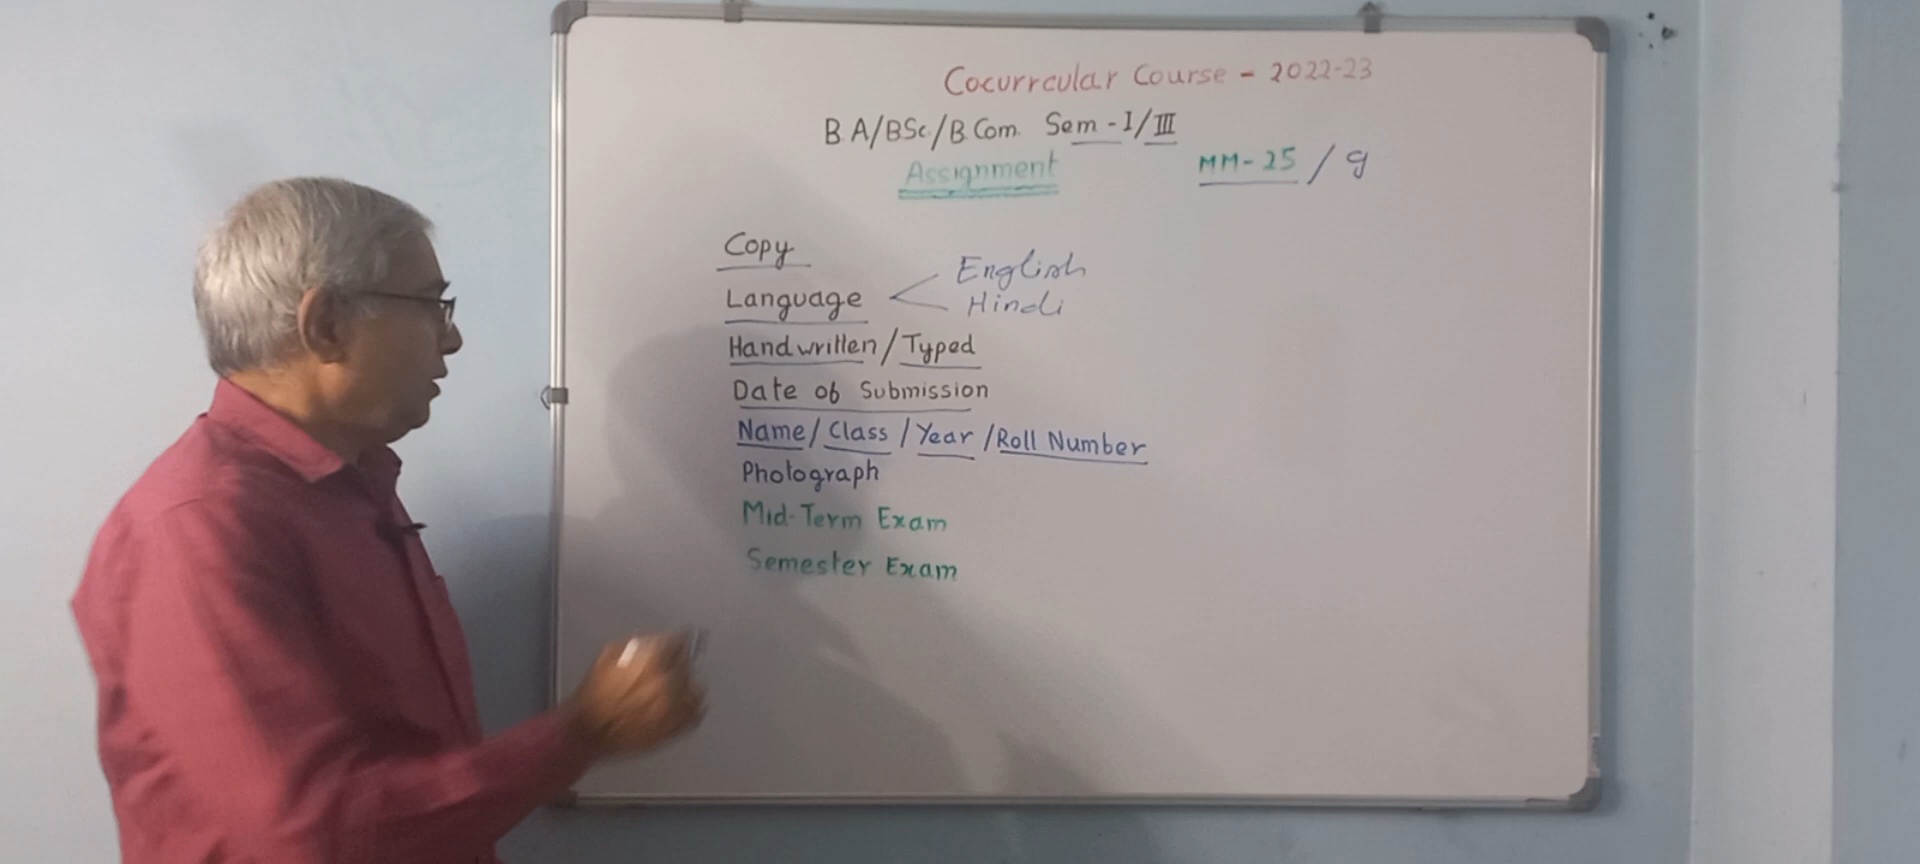 Cocurrcular Course - 2022-23
B.A/BSc./B.Com. Sem-I/III
Assignment MM-25 / 9
Copy
Language < English
Hindi
Handwritten/Typed
Date of Submission
Name/Class/Year/Roll Number
Photograph
Mid-Term Exam
Semester Exam